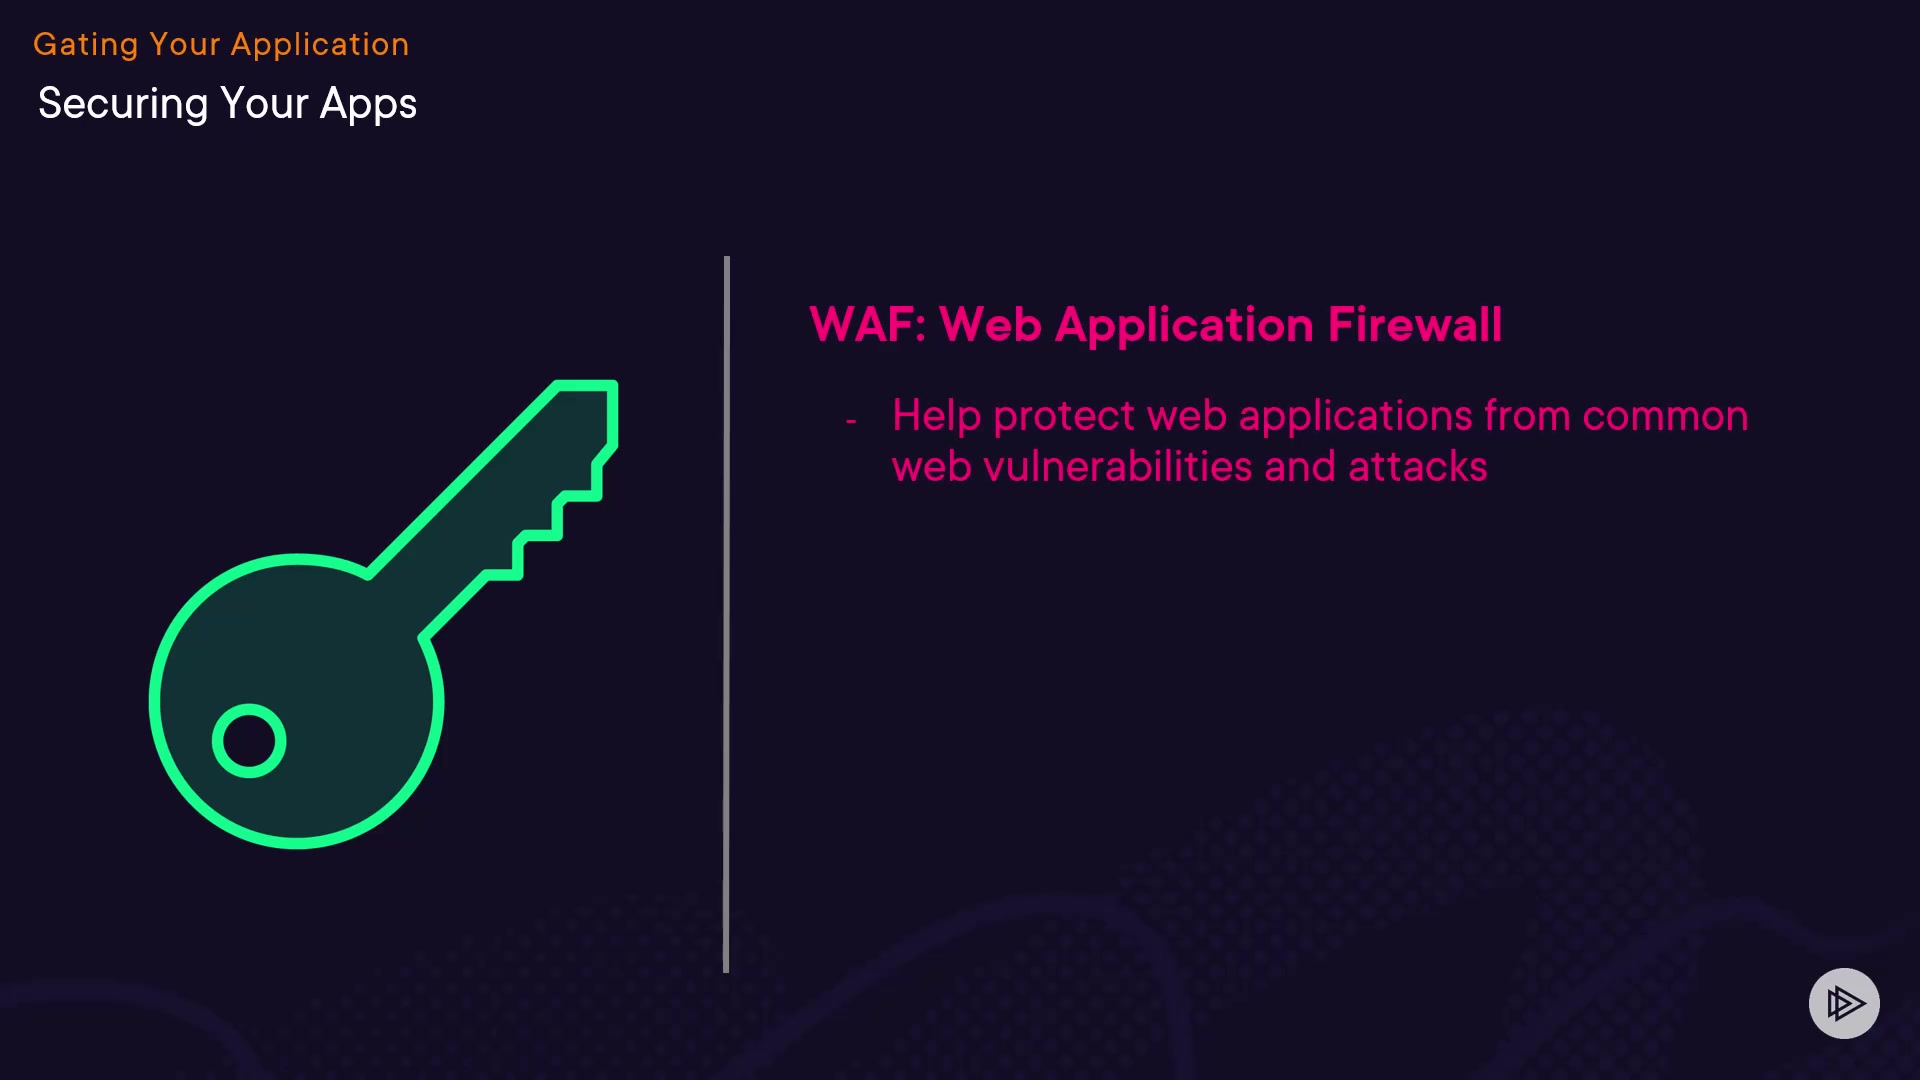 Gating Your Application
Securing Your Apps
WAF: Web Application Firewall
- Help protect web applications from common
web vulnerabilities and attacks